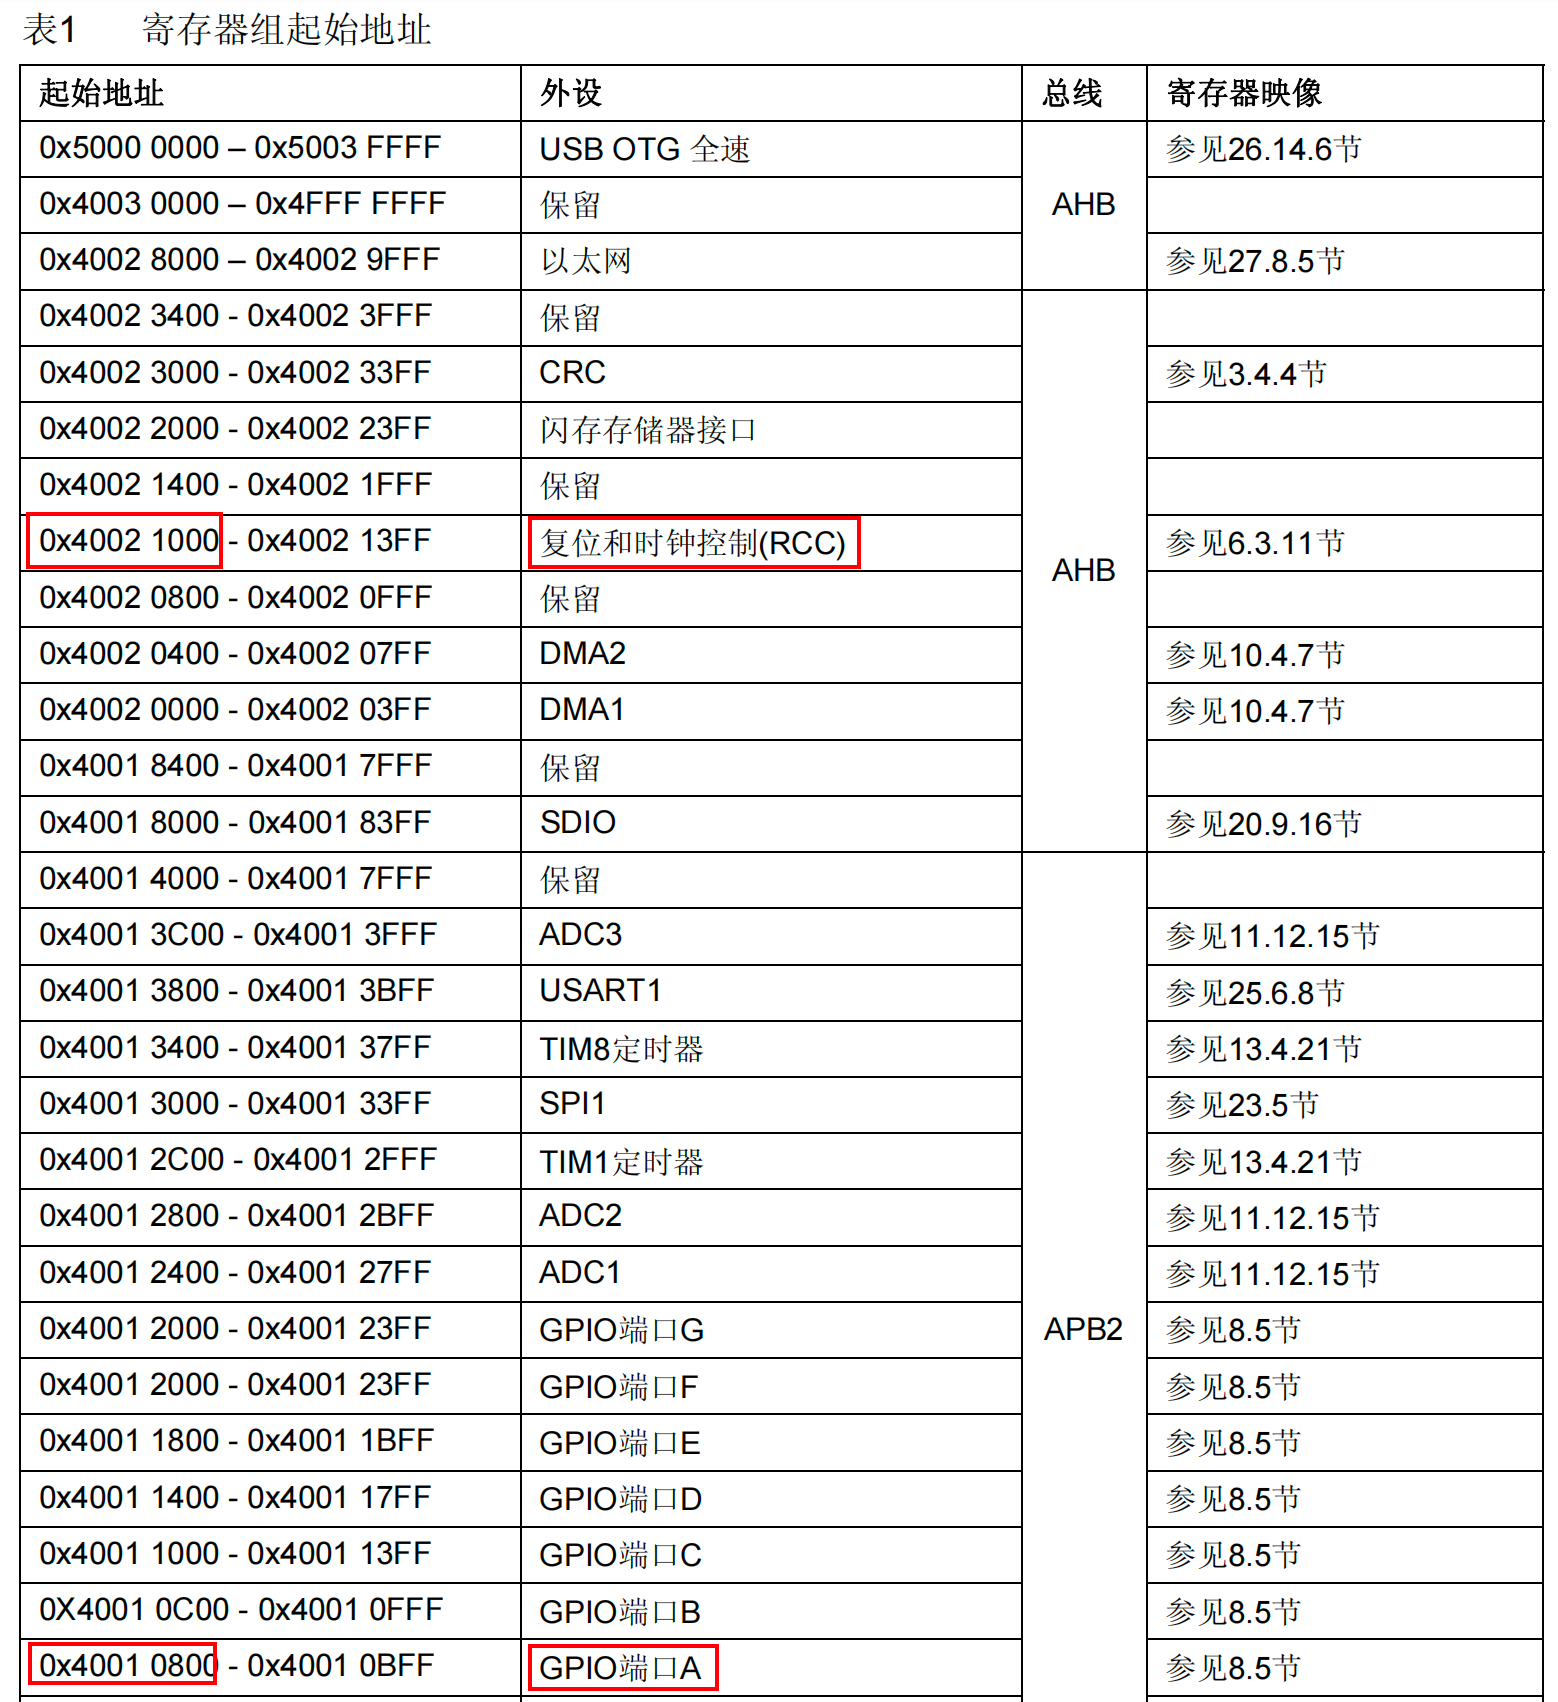 表1 寄存器组起始地址
起始地址 外设 总线 寄存器映像
0x5000 0000 – 0x5003 FFFF USB OTG 全速 参见26.14.6节
0x4003 0000 – 0x4FFF FFFF 保留 AHB
0x4002 8000 – 0x4002 9FFF 以太网 参见27.8.5节
0x4002 3400 - 0x4002 3FFF 保留
0x4002 3000 - 0x4002 33FF CRC 参见3.4.4节
0x4002 2000 - 0x4002 23FF 闪存存储器接口
0x4002 1400 - 0x4002 1FFF 保留
0x4002 1000 - 0x4002 13FF 复位和时钟控制(RCC) AHB 参见6.3.11节
0x4002 0800 - 0x4002 0FFF 保留
0x4002 0400 - 0x4002 07FF DMA2 参见10.4.7节
0x4002 0000 - 0x4002 03FF DMA1 参见10.4.7节
0x4001 8400 - 0x4001 7FFF 保留
0x4001 8000 - 0x4001 83FF SDIO 参见20.9.16节
0x4001 4000 - 0x4001 7FFF 保留
0x4001 3C00 - 0x4001 3FFF ADC3 参见11.12.15节
0x4001 3800 - 0x4001 3BFF USART1 参见25.6.8节
0x4001 3400 - 0x4001 37FF TIM8定时器 参见13.4.21节
0x4001 3000 - 0x4001 33FF SPI1 参见23.5节
0x4001 2C00 - 0x4001 2FFF TIM1定时器 参见13.4.21节
0x4001 2800 - 0x4001 2BFF ADC2 参见11.12.15节
0x4001 2400 - 0x4001 27FF ADC1 参见11.12.15节
0x4001 2000 - 0x4001 23FF GPIO端口G APB2 参见8.5节
0x4001 2000 - 0x4001 23FF GPIO端口F 参见8.5节
0x4001 1800 - 0x4001 1BFF GPIO端口E 参见8.5节
0x4001 1400 - 0x4001 17FF GPIO端口D 参见8.5节
0x4001 1000 - 0x4001 13FF GPIO端口C 参见8.5节
0X4001 0C00 - 0x4001 0FFF GPIO端口B 参见8.5节
0x4001 0800 - 0x4001 0BFF GPIO端口A 参见8.5节